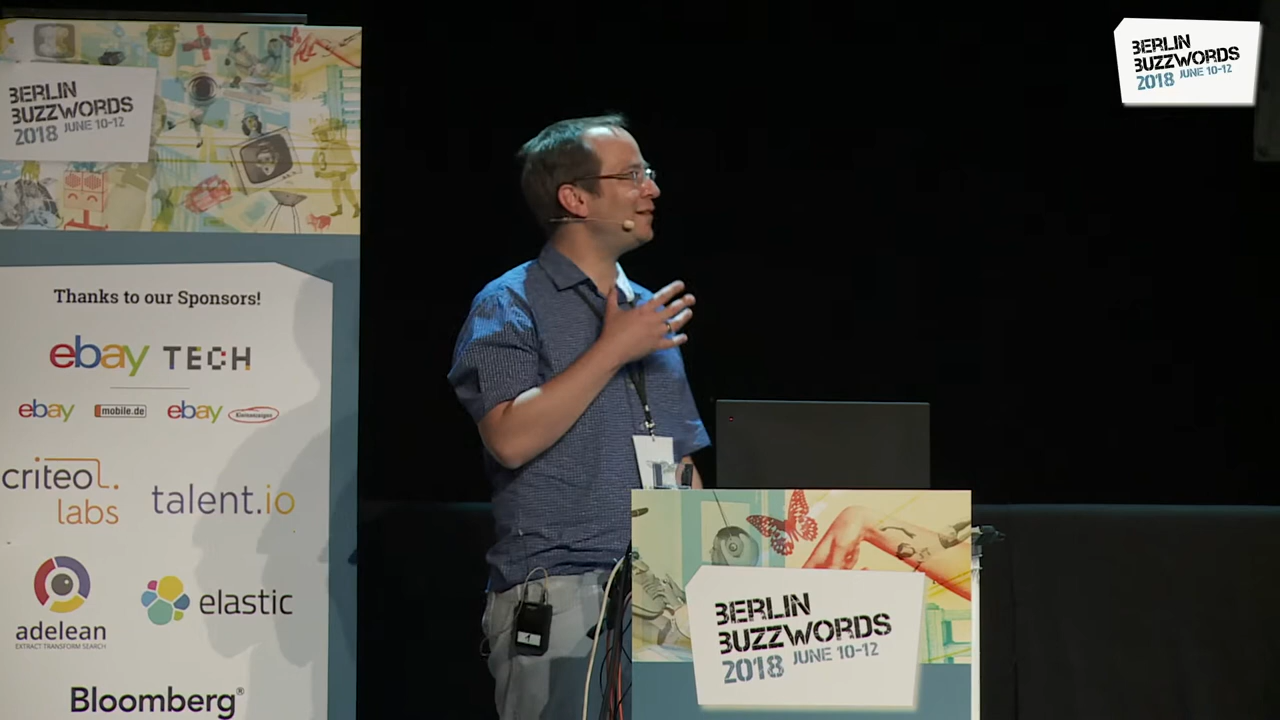 BERLIN
BUZZWORDS
2018 JUNE 10-12
Thanks to our Sponsors!
ebay TECH
ebay mobile.de ebay Kleinanzeigen
criteo
labs
talent.io
adelean
EXTRACT TRANSFORM SEARCH
elastic
Bloomberg®
BERLIN
BUZZWORDS
2018 JUNE 10-12
BERLIN
BUZZWORDS
2018 JUNE 10-12